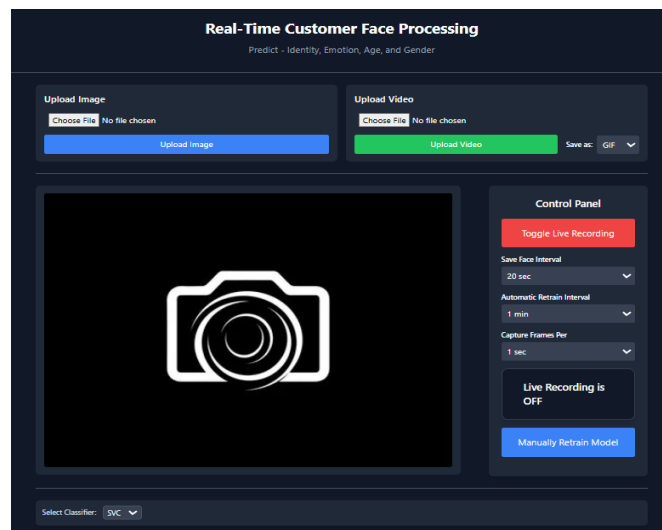 Real-Time Customer Face Processing
Predict - Identity, Emotion, Age, and Gender
Upload Image
Choose File No file chosen
Upload Image
Upload Video
Choose File No file chosen
Upload Video
Save as: GIF
Control Panel
Toggle Live Recording
Save Face Interval
20 sec
Automatic Retrain Interval
1 min
Capture Frames Per
1 sec
Live Recording is
OFF
Manually Retrain Model
Select Classifier: SVC